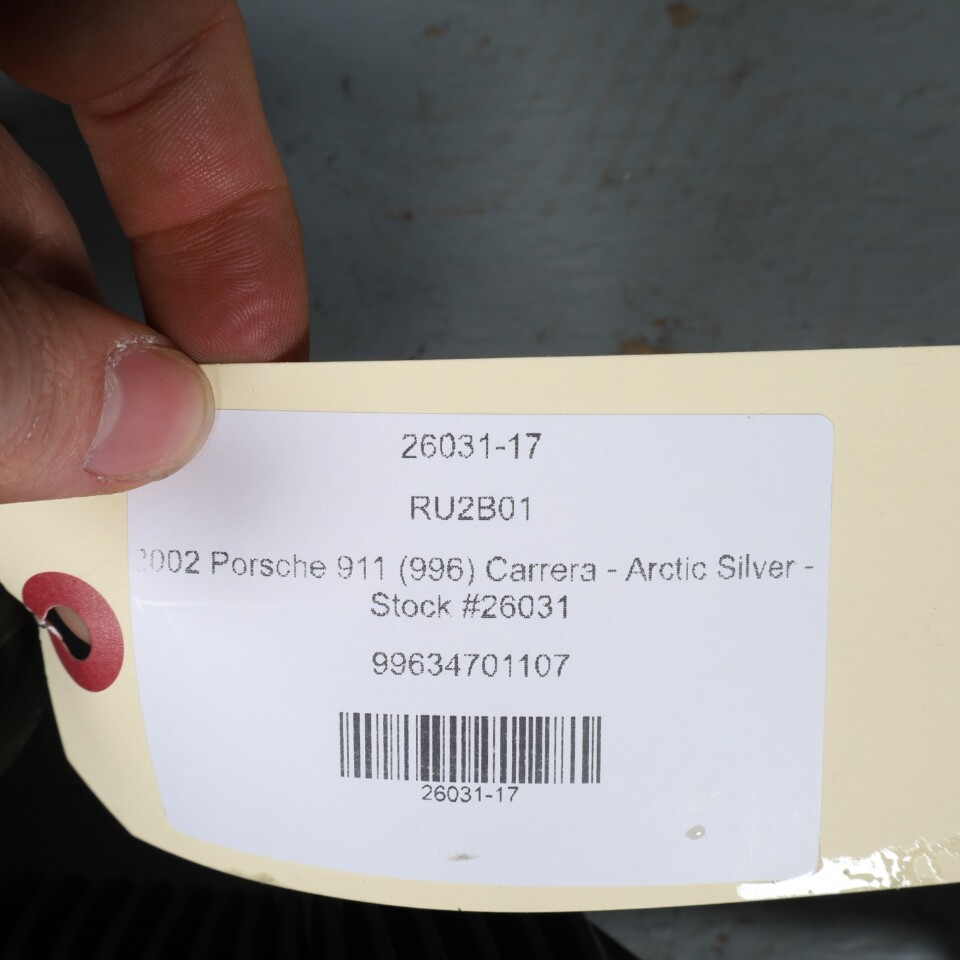 26031-17
RU2B01
2002 Porsche 911 (996) Carrera - Arctic Silver -
Stock #26031
99634701107
26031-17